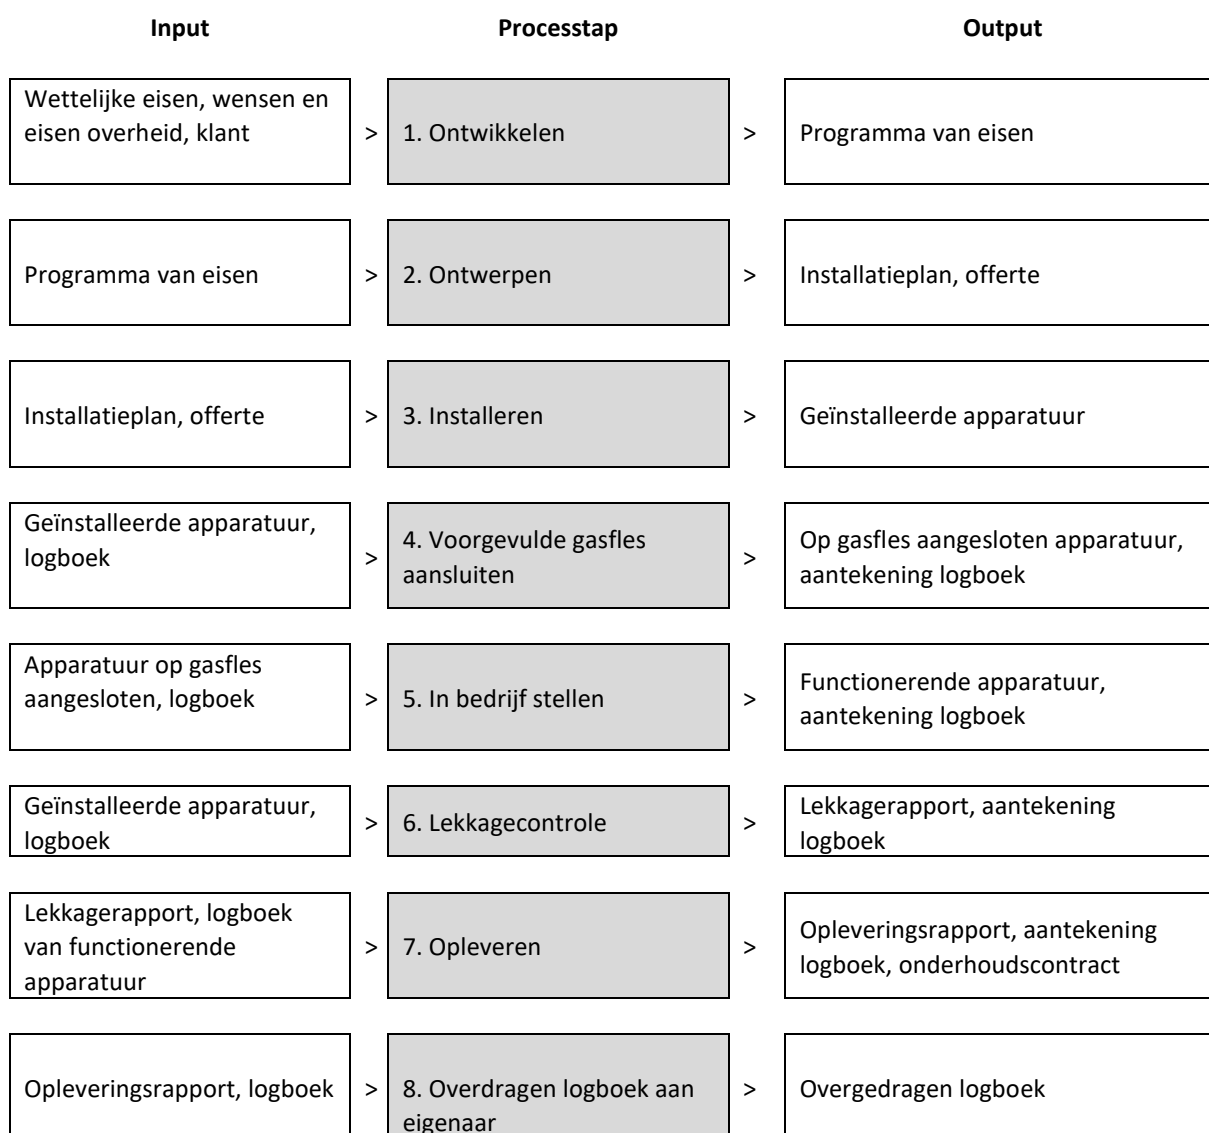 Input
Processtap
Output
Wettelijke eisen, wensen en
eisen overheid, klant
>
1. Ontwikkelen
>
Programma van eisen
Programma van eisen
>
2. Ontwerpen
>
Installatieplan, offerte
Installatieplan, offerte
>
3. Installeren
>
Geïnstalleerde apparatuur
Geïnstalleerde apparatuur,
logboek
>
4. Voorgevulde gasfles
aansluiten
>
Op gasfles aangesloten apparatuur,
aantekening logboek
Apparatuur op gasfles
aangesloten, logboek
>
5. In bedrijf stellen
>
Functionerende apparatuur,
aantekening logboek
Geïnstalleerde apparatuur,
logboek
>
6. Lekkagecontrole
>
Lekkagerapport, aantekening
logboek
Lekkagerapport, logboek
van functionerende
apparatuur
>
7. Opleveren
>
Opleveringsrapport, aantekening
logboek, onderhoudscontract
Opleveringsrapport, logboek
>
8. Overdragen logboek aan
eigenaar
>
Overgedragen logboek